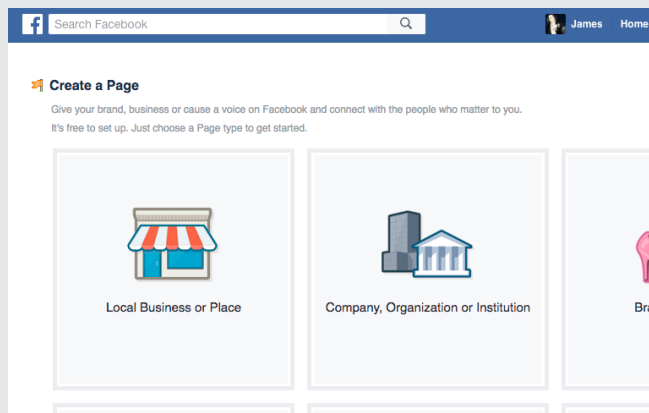 f Search Facebook James Home
Create a Page
Give your brand, business or cause a voice on Facebook and connect with the people who matter to you.
It's free to set up. Just choose a Page type to get started.
Local Business or Place Company, Organization or Institution Bra